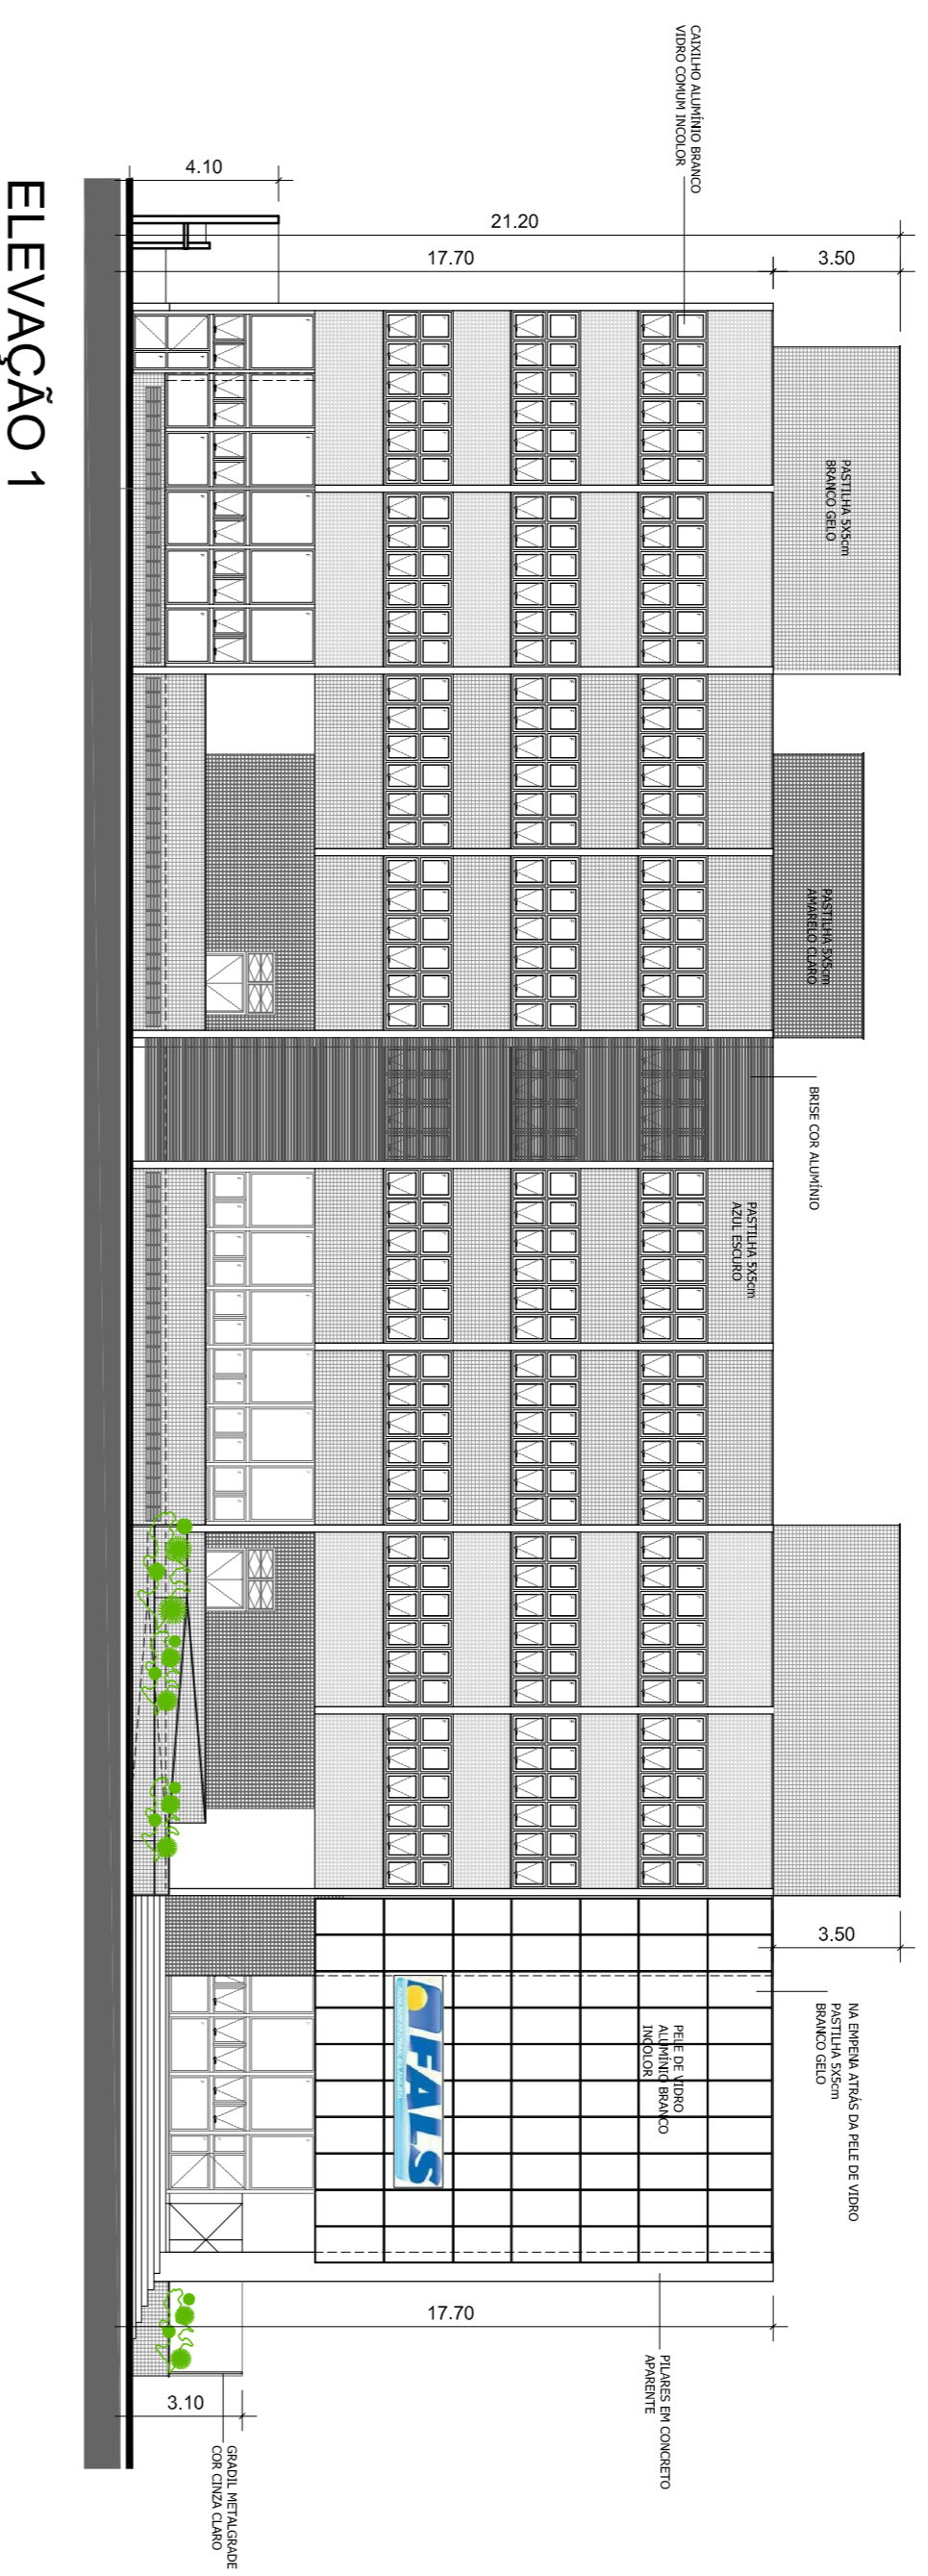 CAIXILHO ALUMÍNIO BRANCO
VIDRO COMUM INCOLOR
4.10
21.20
17.70
3.50
PASTILHA 5X5cm
BRANCO GELO
PASTILHA 5X5cm
AMARELO CLARO
BRISE COR ALUMÍNIO
PASTILHA 5X5cm
AZUL ESCURO
3.50
NA EMPENA ATRÁS DA PELE DE VIDRO
PASTILHA 5X5cm
BRANCO GELO
PELE DE VIDRO
ALUMÍNIO BRANCO
INCOLOR
FALS
17.70
PILARES EM CONCRETO
APARENTE
3.10
GRADIL METALGRADE
COR CINZA CLARO
ELEVAÇÃO 1